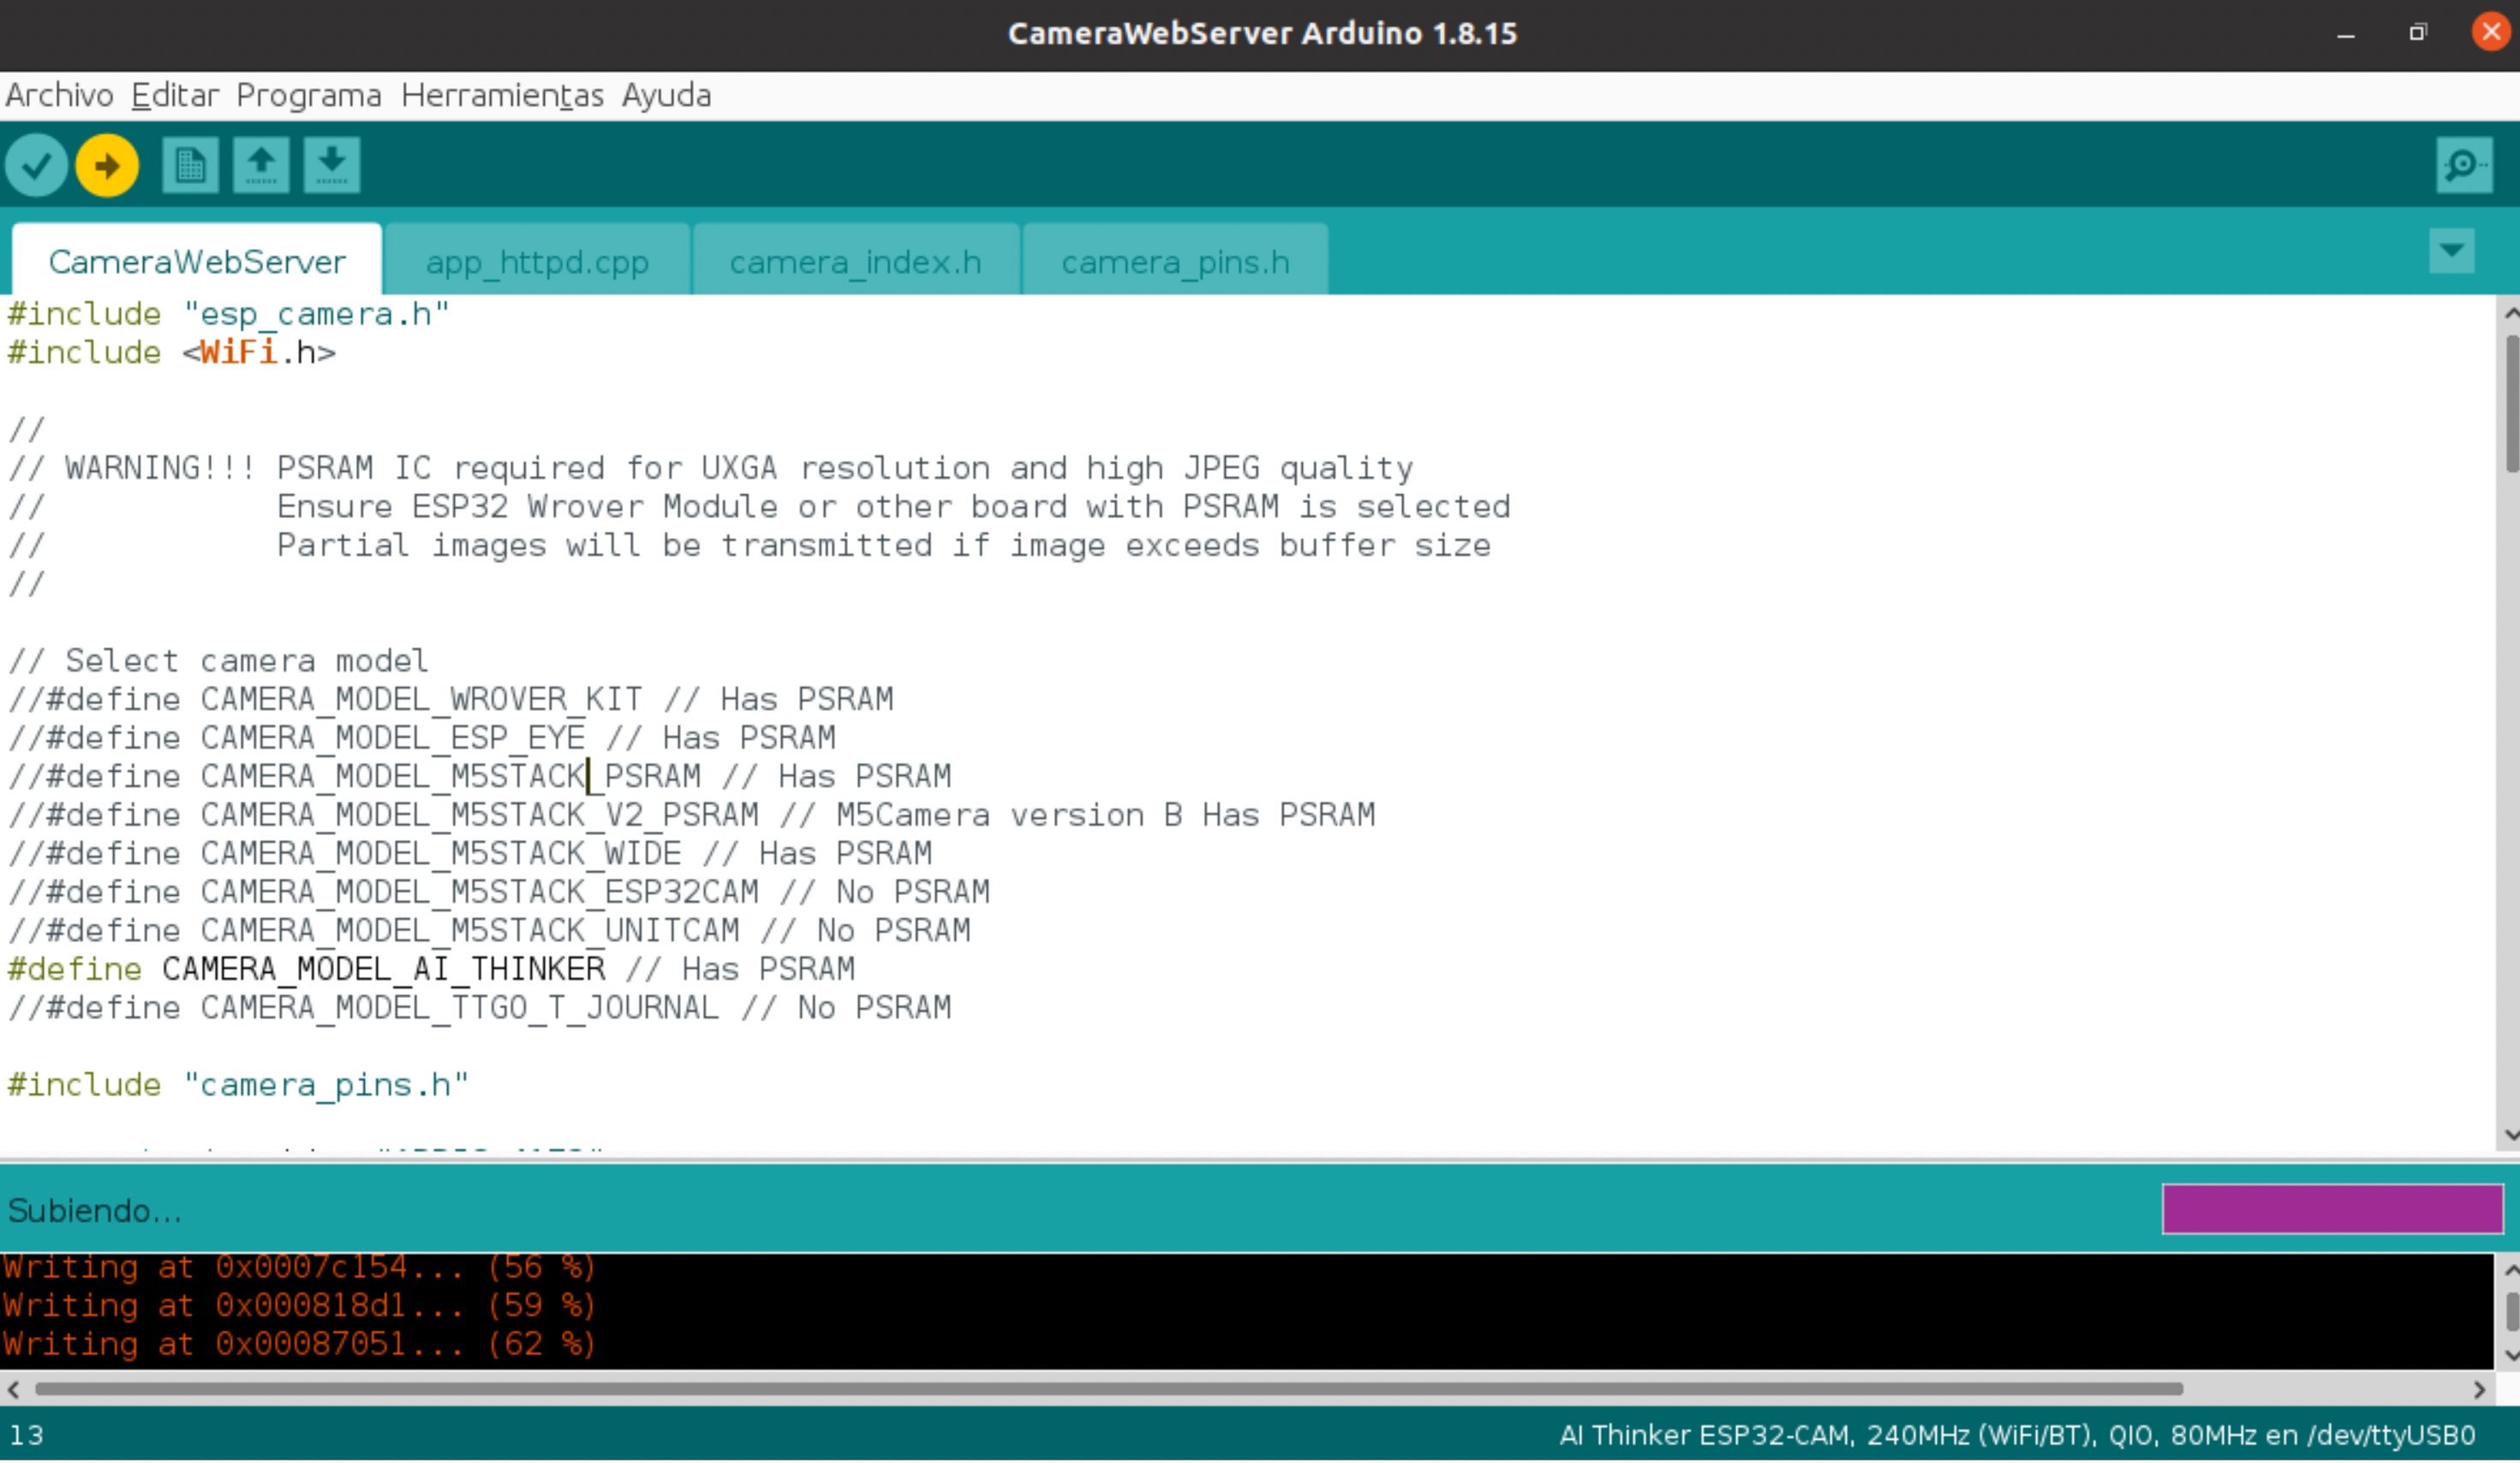 CameraWebServer Arduino 1.8.15
Archivo Editar Programa Herramientas Ayuda
CameraWebServer app_httpd.cpp camera_index.h camera_pins.h
#include "esp_camera.h"
#include <WiFi.h>
//
// WARNING!!! PSRAM IC required for UXGA resolution and high JPEG quality
//            Ensure ESP32 Wrover Module or other board with PSRAM is selected
//            Partial images will be transmitted if image exceeds buffer size
//
// Select camera model
//#define CAMERA_MODEL_WROVER_KIT // Has PSRAM
//#define CAMERA_MODEL_ESP_EYE // Has PSRAM
//#define CAMERA_MODEL_M5STACK_PSRAM // Has PSRAM
//#define CAMERA_MODEL_M5STACK_V2_PSRAM // M5Camera version B Has PSRAM
//#define CAMERA_MODEL_M5STACK_WIDE // Has PSRAM
//#define CAMERA_MODEL_M5STACK_ESP32CAM // No PSRAM
//#define CAMERA_MODEL_M5STACK_UNITCAM // No PSRAM
#define CAMERA_MODEL_AI_THINKER // Has PSRAM
//#define CAMERA_MODEL_TTGO_T_JOURNAL // No PSRAM
#include "camera_pins.h"
Subiendo...
Writing at 0x0007c154... (56 %)
Writing at 0x000818d1... (59 %)
Writing at 0x00087051... (62 %)
13 AI Thinker ESP32-CAM, 240MHz (WiFi/BT), QIO, 80MHz en /dev/ttyUSB0